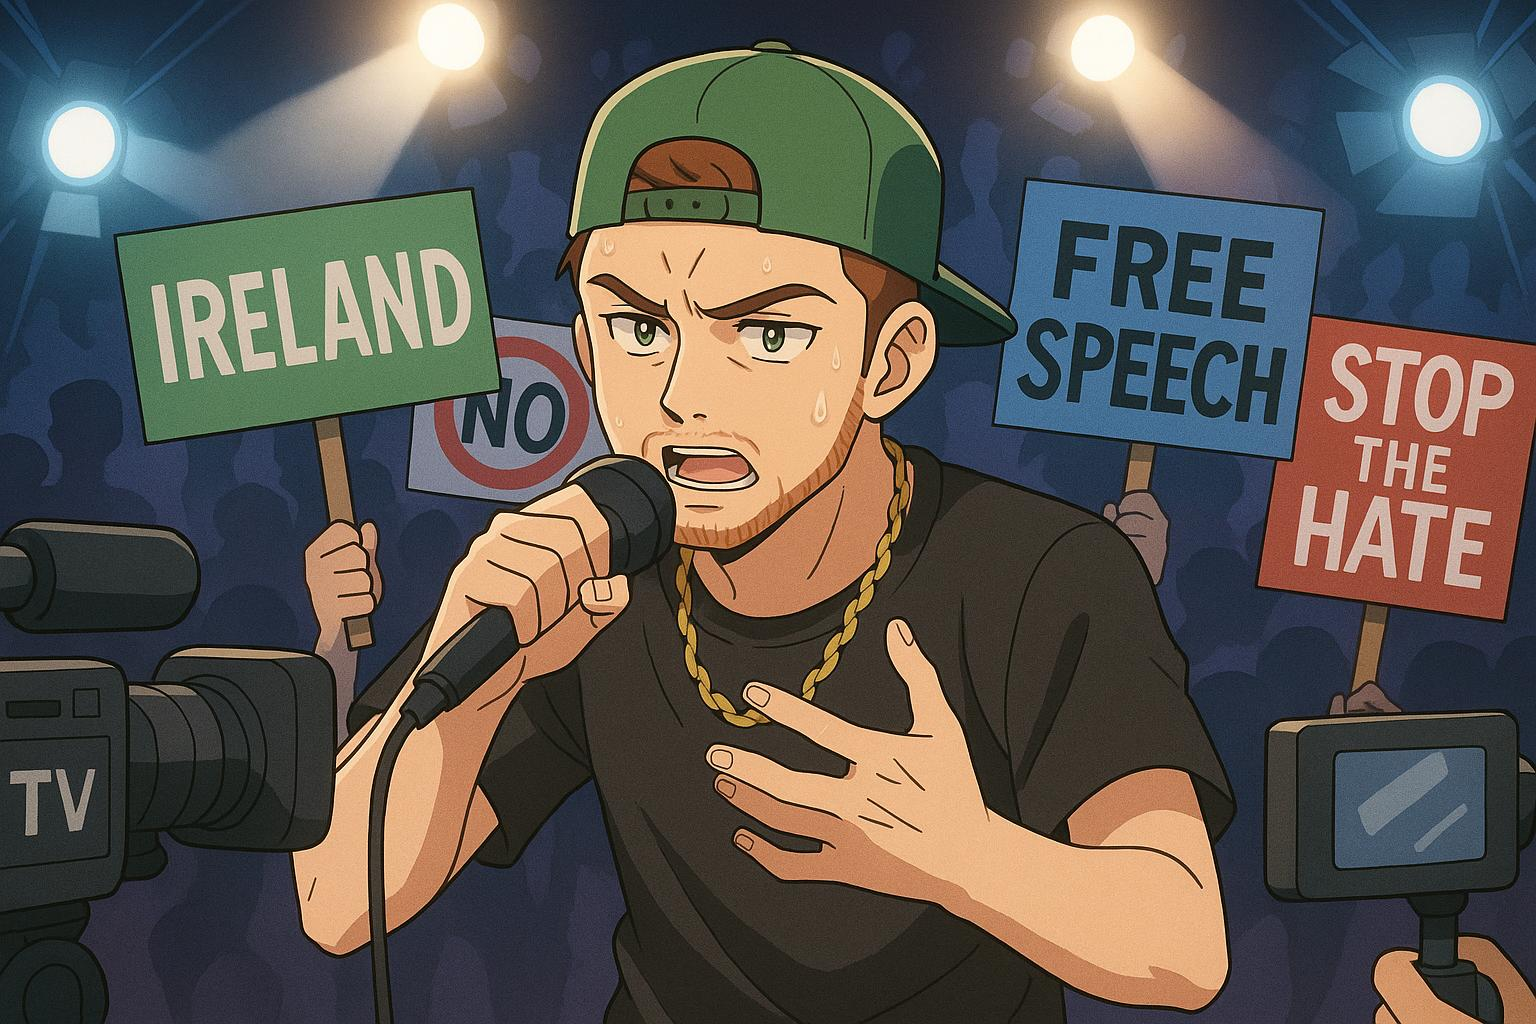 IRELAND
NO
FREE
SPEECH
STOP
THE
HATE
TV